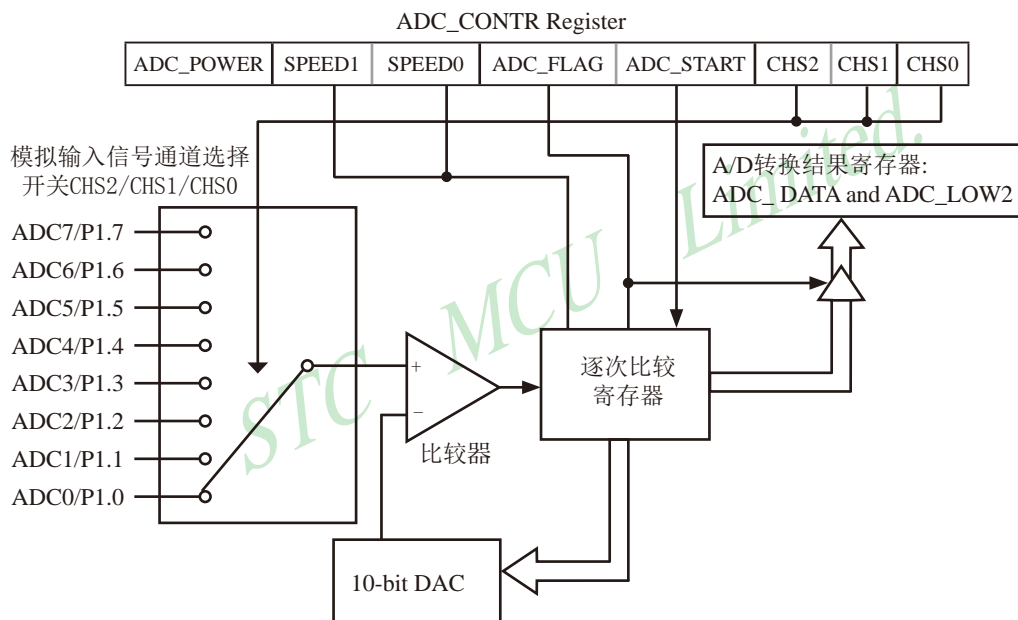 ADC_CONTR Register
ADC_POWER SPEED1 SPEED0 ADC_FLAG ADC_START CHS2 CHS1 CHS0
模拟输入信号通道选择
开关CHS2/CHS1/CHS0
A/D转换结果寄存器:
ADC_ DATA and ADC_LOW2
ADC7/P1.7
ADC6/P1.6
ADC5/P1.5
ADC4/P1.4
ADC3/P1.3
ADC2/P1.2
ADC1/P1.1
ADC0/P1.0
+
−
比较器
逐次比较
寄存器
10-bit DAC
STC MCU Limited.